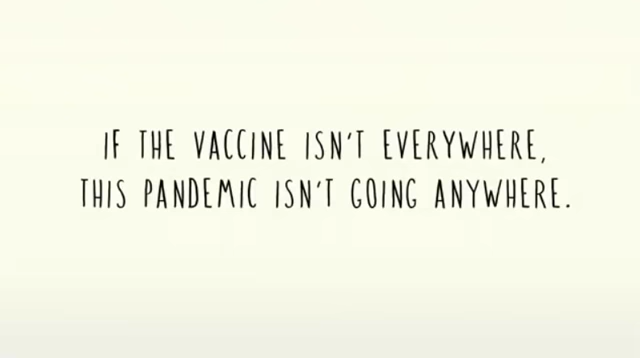 IF THE VACCINE ISN'T EVERYWHERE,
THIS PANDEMIC ISN'T GOING ANYWHERE.